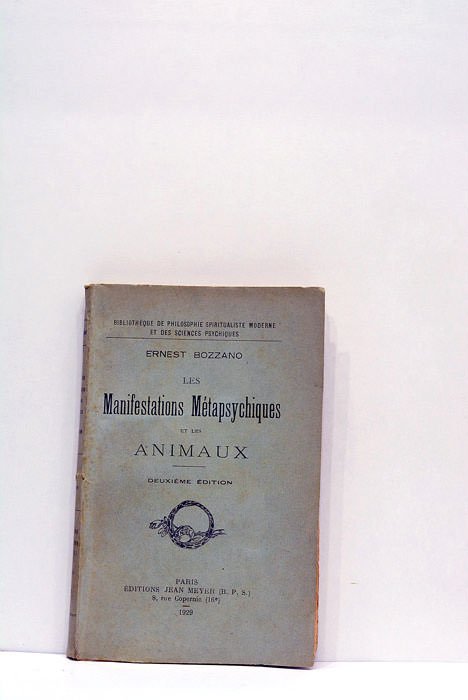 BIBLIOTHÈQUE DE PHILOSOPHIE SPIRITUALISTE MODERNE
ET DES SCIENCES PSYCHIQUES
ERNEST BOZZANO
LES
Manifestations Métapsychiques
ET LES
ANIMAUX
DEUXIÈME ÉDITION
PARIS
ÉDITIONS JEAN MEYER (B. P. S.)
8, rue Copernic (16e)
1929